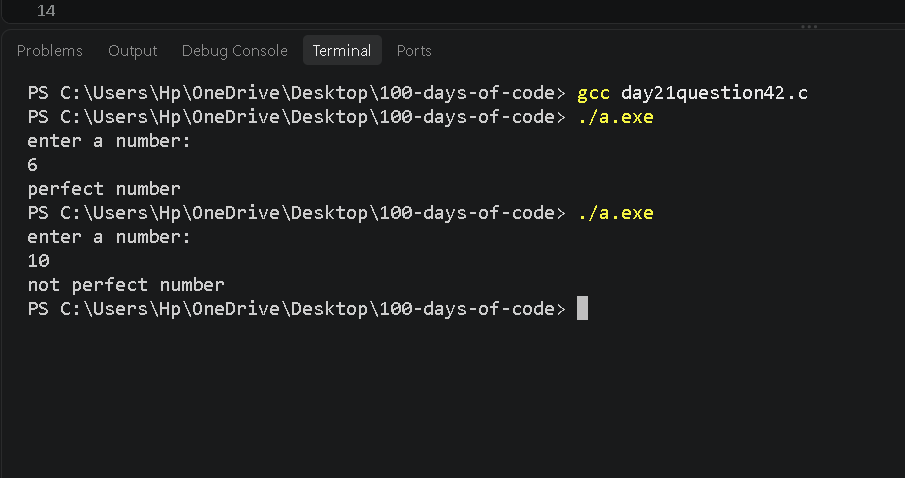 14
Problems Output Debug Console Terminal Ports
PS C:\Users\Hp\OneDrive\Desktop\100-days-of-code> gcc day21question42.c
PS C:\Users\Hp\OneDrive\Desktop\100-days-of-code> ./a.exe
enter a number:
6
perfect number
PS C:\Users\Hp\OneDrive\Desktop\100-days-of-code> ./a.exe
enter a number:
10
not perfect number
PS C:\Users\Hp\OneDrive\Desktop\100-days-of-code>